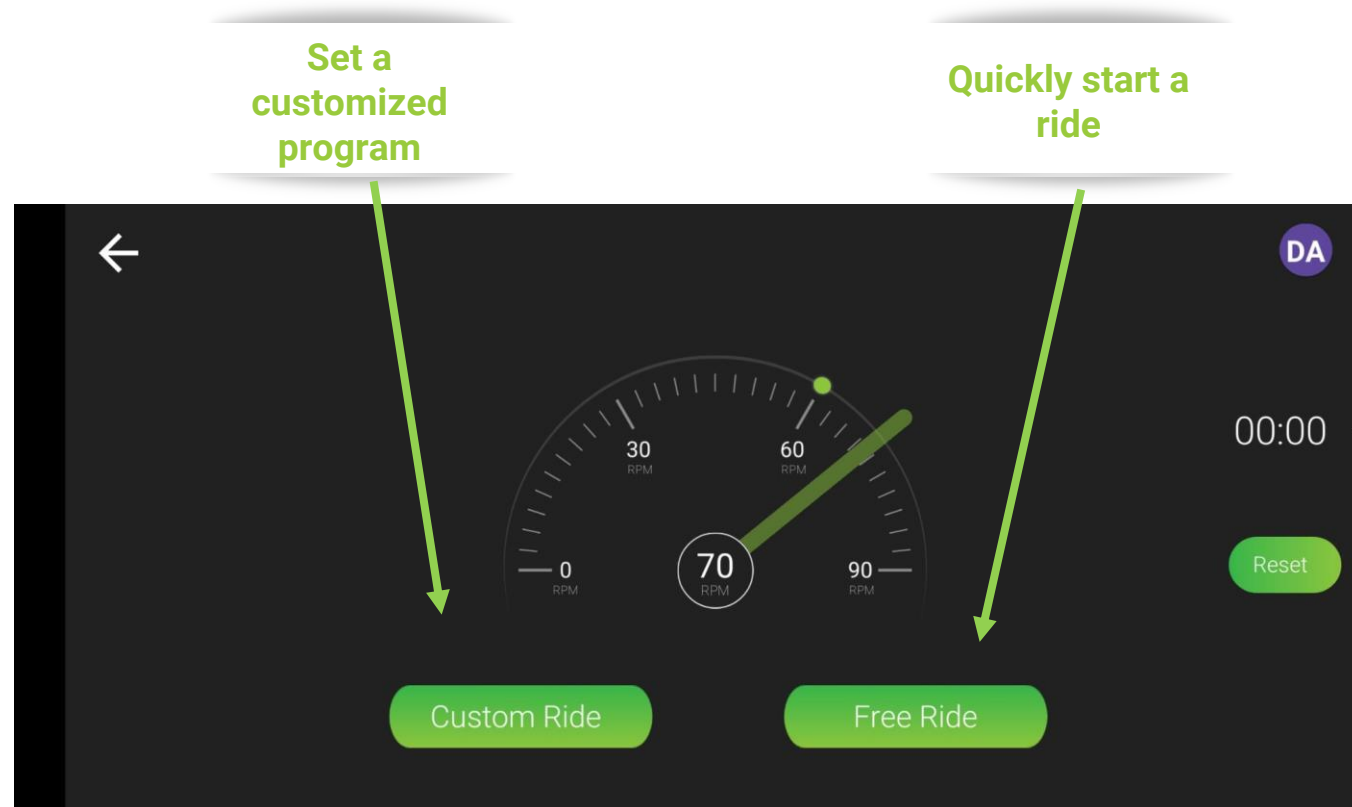 Set a
customized
program
Quickly start a
ride
DA
30
RPM
60
RPM
00:00
0
RPM
70
RPM
90
RPM
Reset
Custom Ride
Free Ride